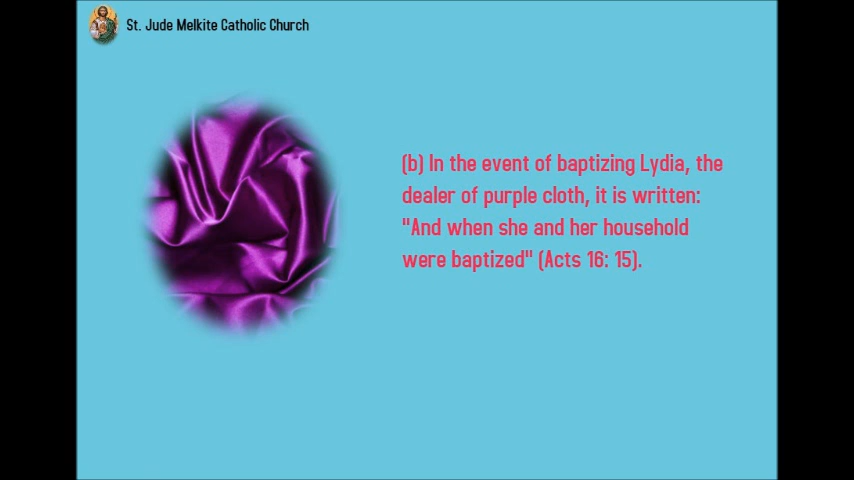 St. Jude Melkite Catholic Church
(b) In the event of baptizing Lydia, the
dealer of purple cloth, it is written:
"And when she and her household
were baptized" (Acts 16: 15).